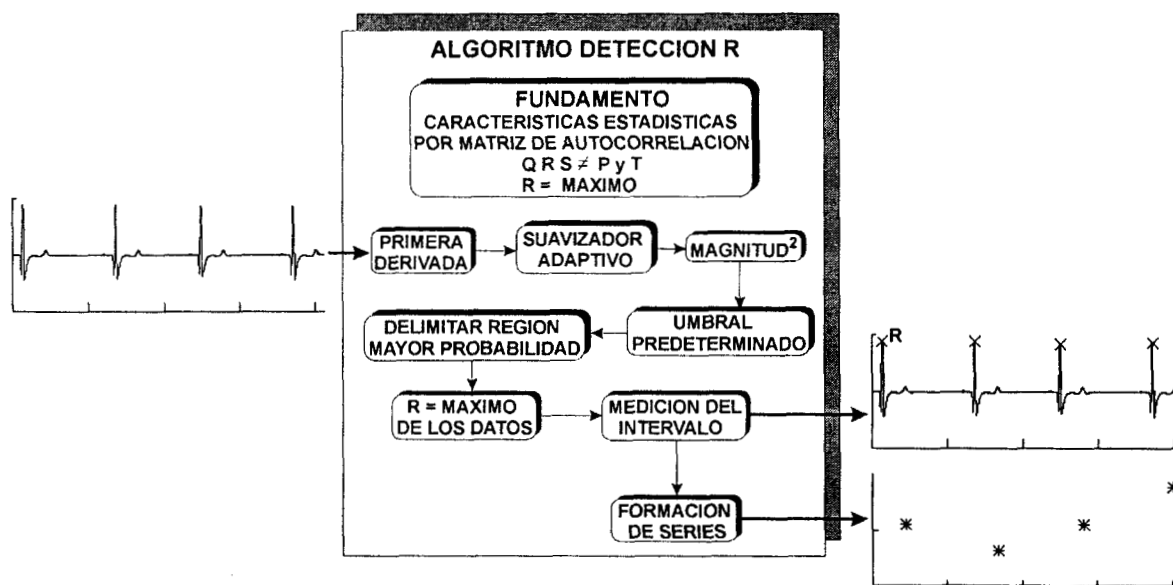 ALGORITMO DETECCION R
FUNDAMENTO
CARACTERISTICAS ESTADISTICAS
POR MATRIZ DE AUTOCORRELACION
Q R S ≠ P y T
R = MAXIMO
PRIMERA
DERIVADA
SUAVIZADOR
ADAPTIVO
MAGNITUD²
UMBRAL
PREDETERMINADO
DELIMITAR REGION
MAYOR PROBABILIDAD
R = MAXIMO
DE LOS DATOS
MEDICION DEL
INTERVALO
FORMACION
DE SERIES
R